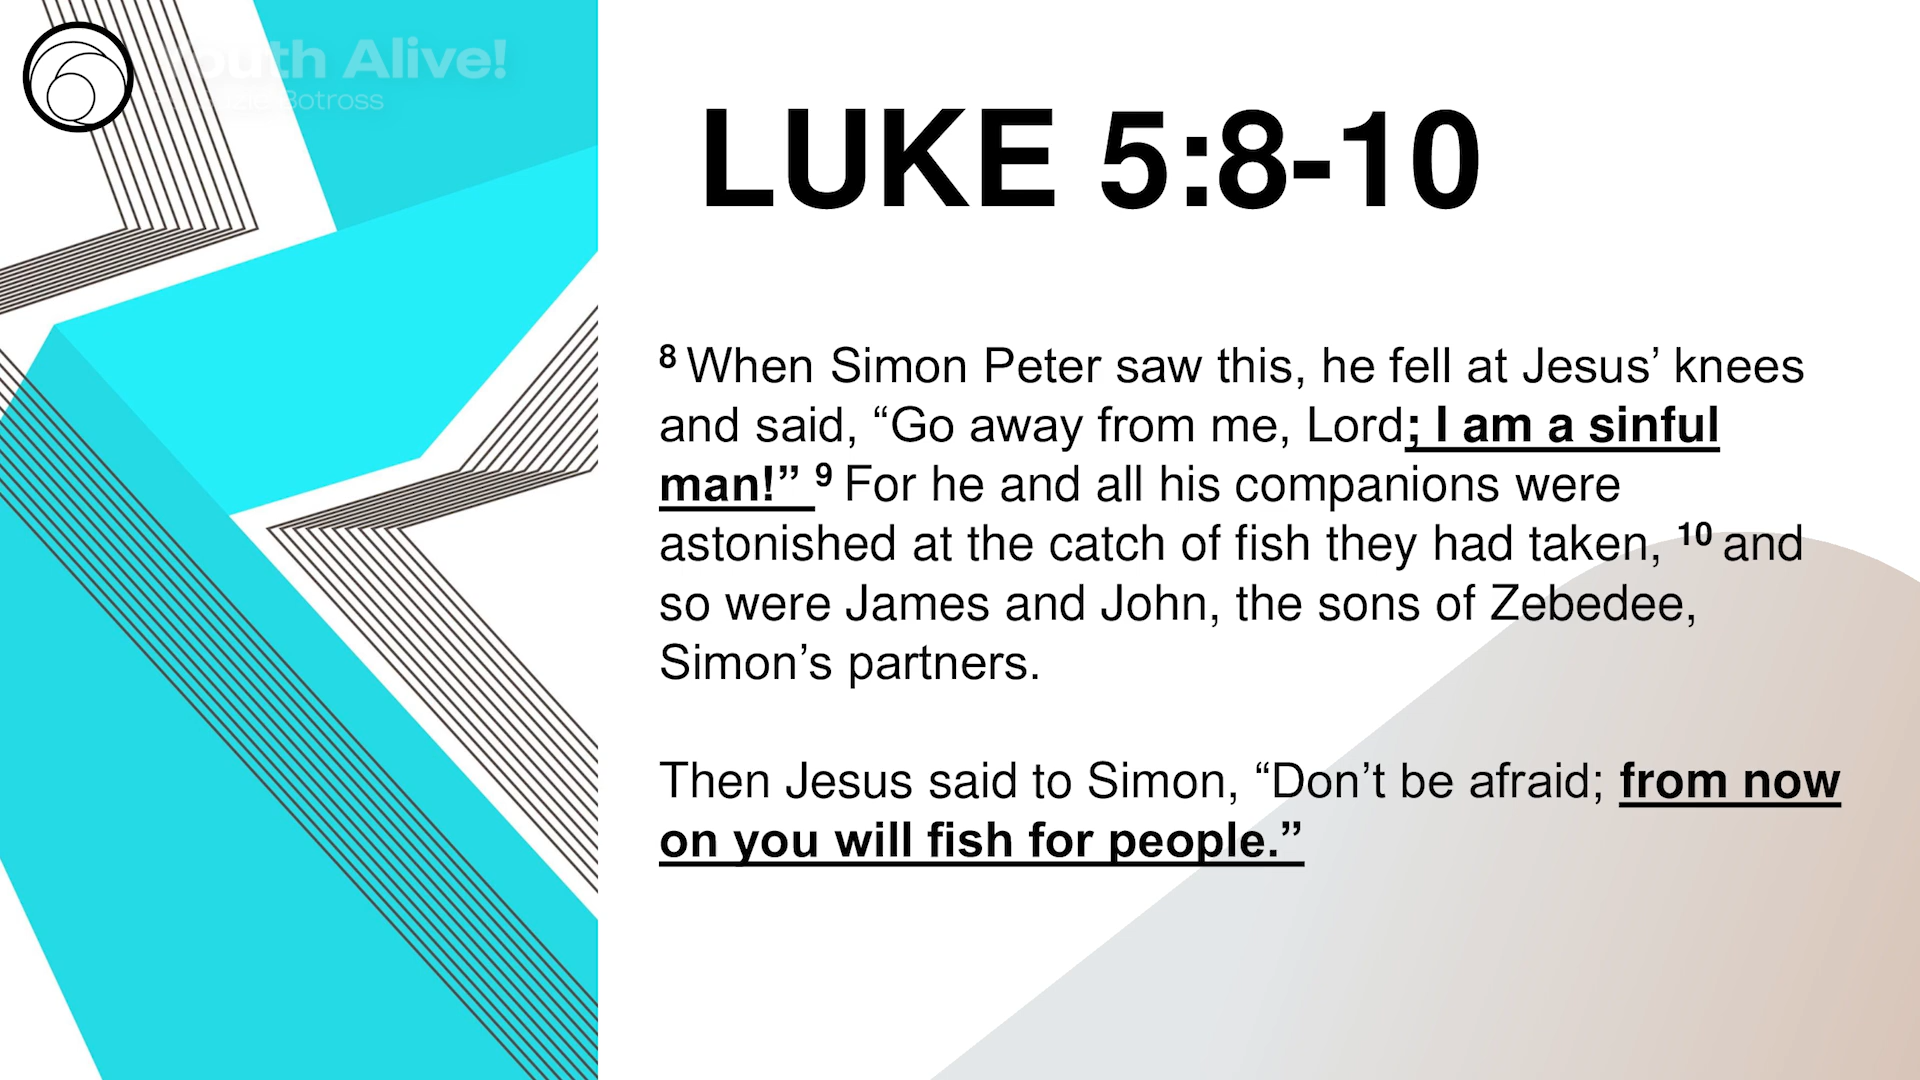 Youth Alive!
Botross
LUKE 5:8-10
8 When Simon Peter saw this, he fell at Jesus’ knees
and said, “Go away from me, Lord; I am a sinful
man!” 9 For he and all his companions were
astonished at the catch of fish they had taken, 10 and
so were James and John, the sons of Zebedee,
Simon’s partners.
Then Jesus said to Simon, “Don’t be afraid; from now
on you will fish for people.”